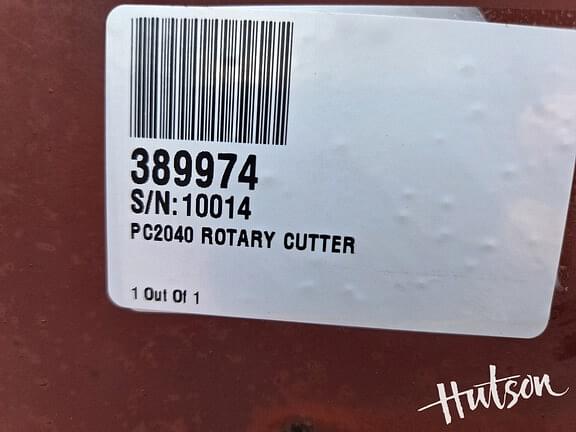 389974
S/N: 10014
PC2040 ROTARY CUTTER
1 Out Of 1
Hutson